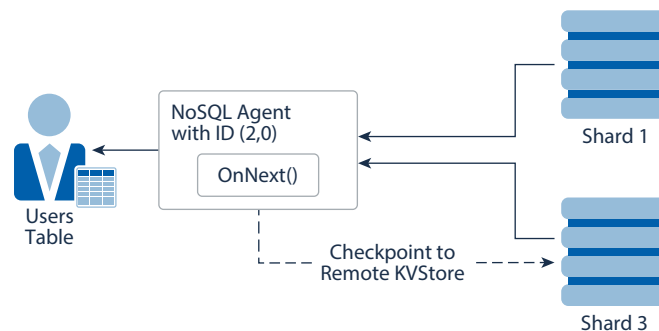 NoSQL Agent
with ID (2,0)
OnNext()
Users
Table
Shard 1
Checkpoint to
Remote KVStore
Shard 3